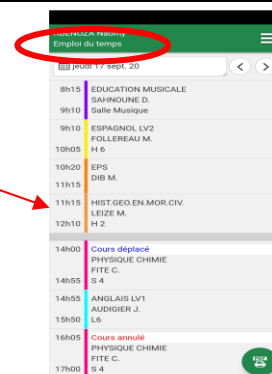 Naomy
Emploi du temps
jeudi 17 sept. 20
8h15 EDUCATION MUSICALE
SAHNOUNE D.
9h10 Salle Musique
9h10 ESPAGNOL LV2
FOLLEREAU M.
10h05 H 6
10h20 EPS
DIB M.
11h15
11h15 HIST.GEO.EN.MOR.CIV.
LEIZE M.
12h10 H 2
14h00 Cours déplacé
PHYSIQUE CHIMIE
FITE C.
14h55 S 4
14h55 ANGLAIS LV1
AUDIGIER J.
15h50 L6
16h05 Cours annulé
PHYSIQUE CHIMIE
FITE C.
17h00 S 4